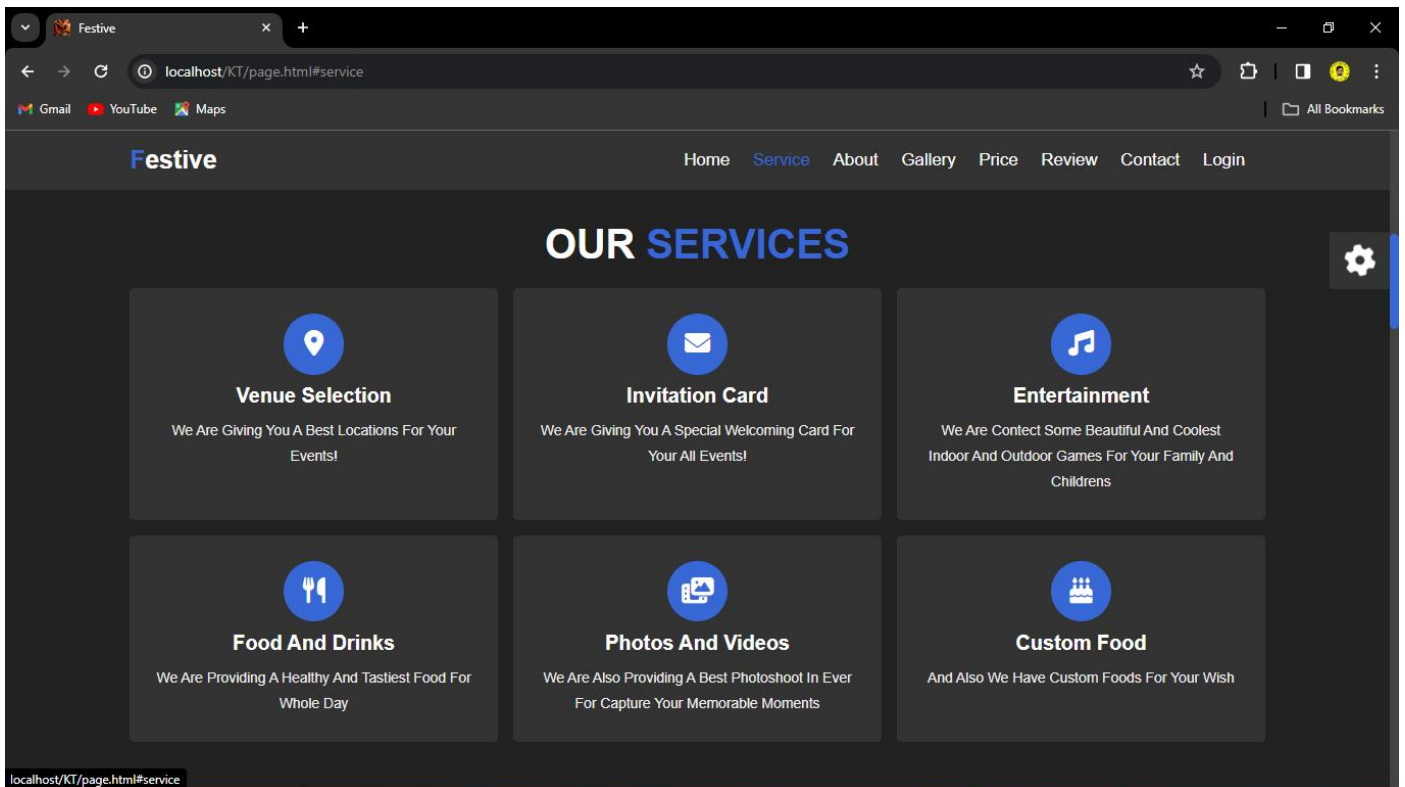 Festive
localhost/KT/page.html#service
Gmail YouTube Maps All Bookmarks
Festive Home Service About Gallery Price Review Contact Login
OUR SERVICES
Venue Selection
We Are Giving You A Best Locations For Your
Events!
Invitation Card
We Are Giving You A Special Welcoming Card For
Your All Events!
Entertainment
We Are Contect Some Beautiful And Coolest
Indoor And Outdoor Games For Your Family And
Childrens
Food And Drinks
We Are Providing A Healthy And Tastiest Food For
Whole Day
Photos And Videos
We Are Also Providing A Best Photoshoot In Ever
For Capture Your Memorable Moments
Custom Food
And Also We Have Custom Foods For Your Wish
localhost/KT/page.html#service